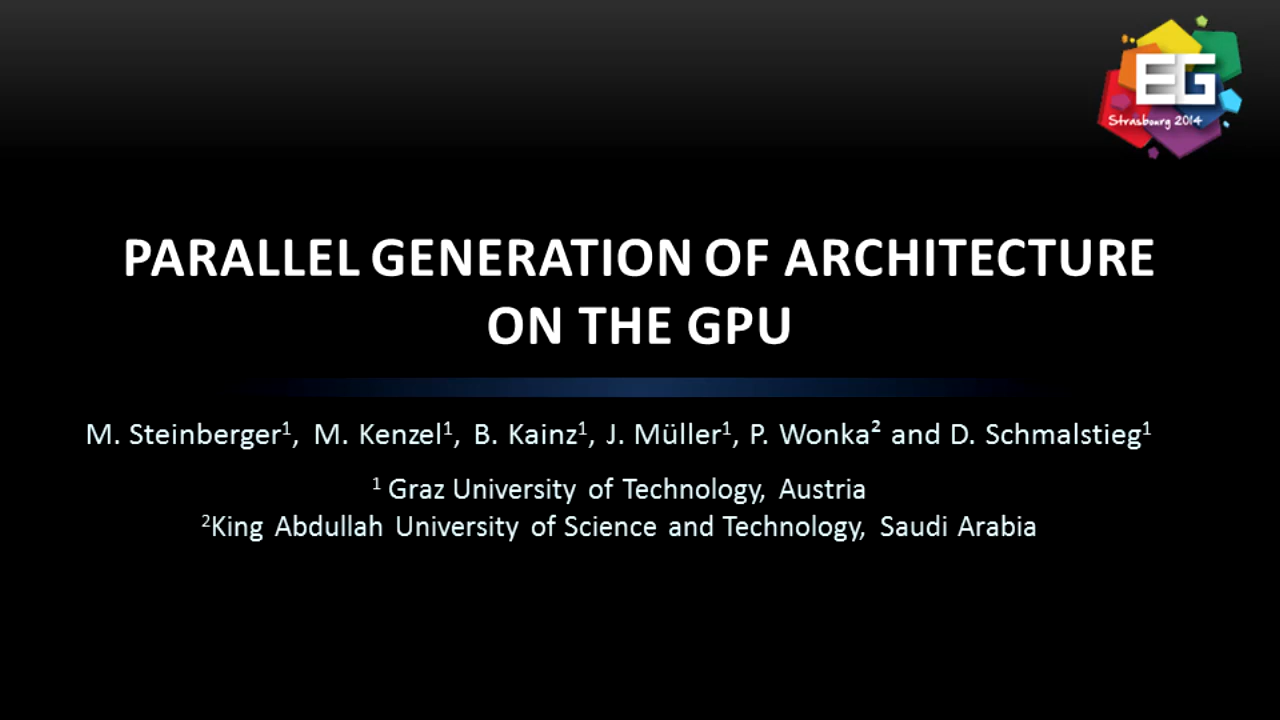 EG
Strasbourg 2014
PARALLEL GENERATION OF ARCHITECTURE
ON THE GPU
M. Steinberger¹, M. Kenzel¹, B. Kainz¹, J. Müller¹, P. Wonka² and D. Schmalstieg¹
¹ Graz University of Technology, Austria
²King Abdullah University of Science and Technology, Saudi Arabia